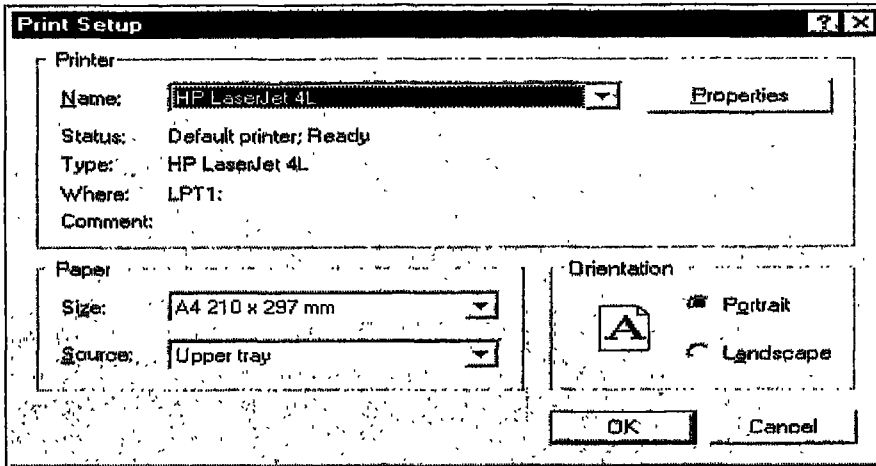 Print Setup
Printer
Name: HP LaserJet 4L Properties
Status: Default printer; Ready
Type: HP LaserJet 4L
Where: LPT1:
Comment:
Paper
Size: A4 210 x 297 mm
Source: Upper tray
Orientation
A
Portrait
Landscape
OK Cancel